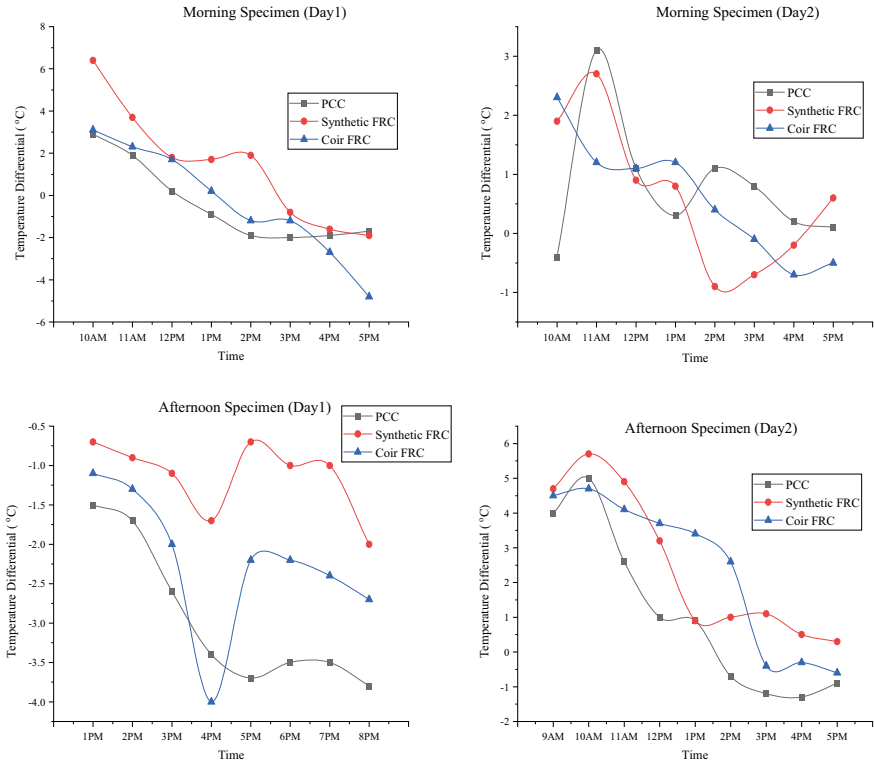 Morning Specimen (Day1)
Temperature Differential ( °C)
8
6
4
2
0
-2
-4
-6
PCC
Synthetic FRC
Coir FRC
10AM 11AM 12PM 1PM 2PM 3PM 4PM 5PM
Time
Morning Specimen (Day2)
Temperature Differential ( °C)
3
2
1
0
-1
PCC
Synthetic FRC
Coir FRC
10AM 11AM 12PM 1PM 2PM 3PM 4PM 5PM
Time
Afternoon Specimen (Day1)
Temperature Differential ( °C)
-0.5
-1.0
-1.5
-2.0
-2.5
-3.0
-3.5
-4.0
PCC
Synthetic FRC
Coir FRC
1PM 2PM 3PM 4PM 5PM 6PM 7PM 8PM
Time
Afternoon Specimen (Day2)
Temperature Differential ( °C)
6
5
4
3
2
1
0
-1
-2
PCC
Synthetic FRC
Coir FRC
9AM 10AM 11AM 12PM 1PM 2PM 3PM 4PM 5PM
Time